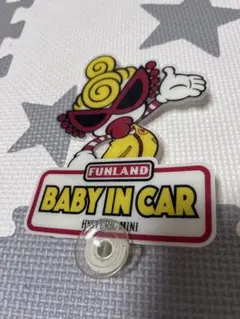 FUNLAND
BABY IN CAR
HYSTERIC MINI